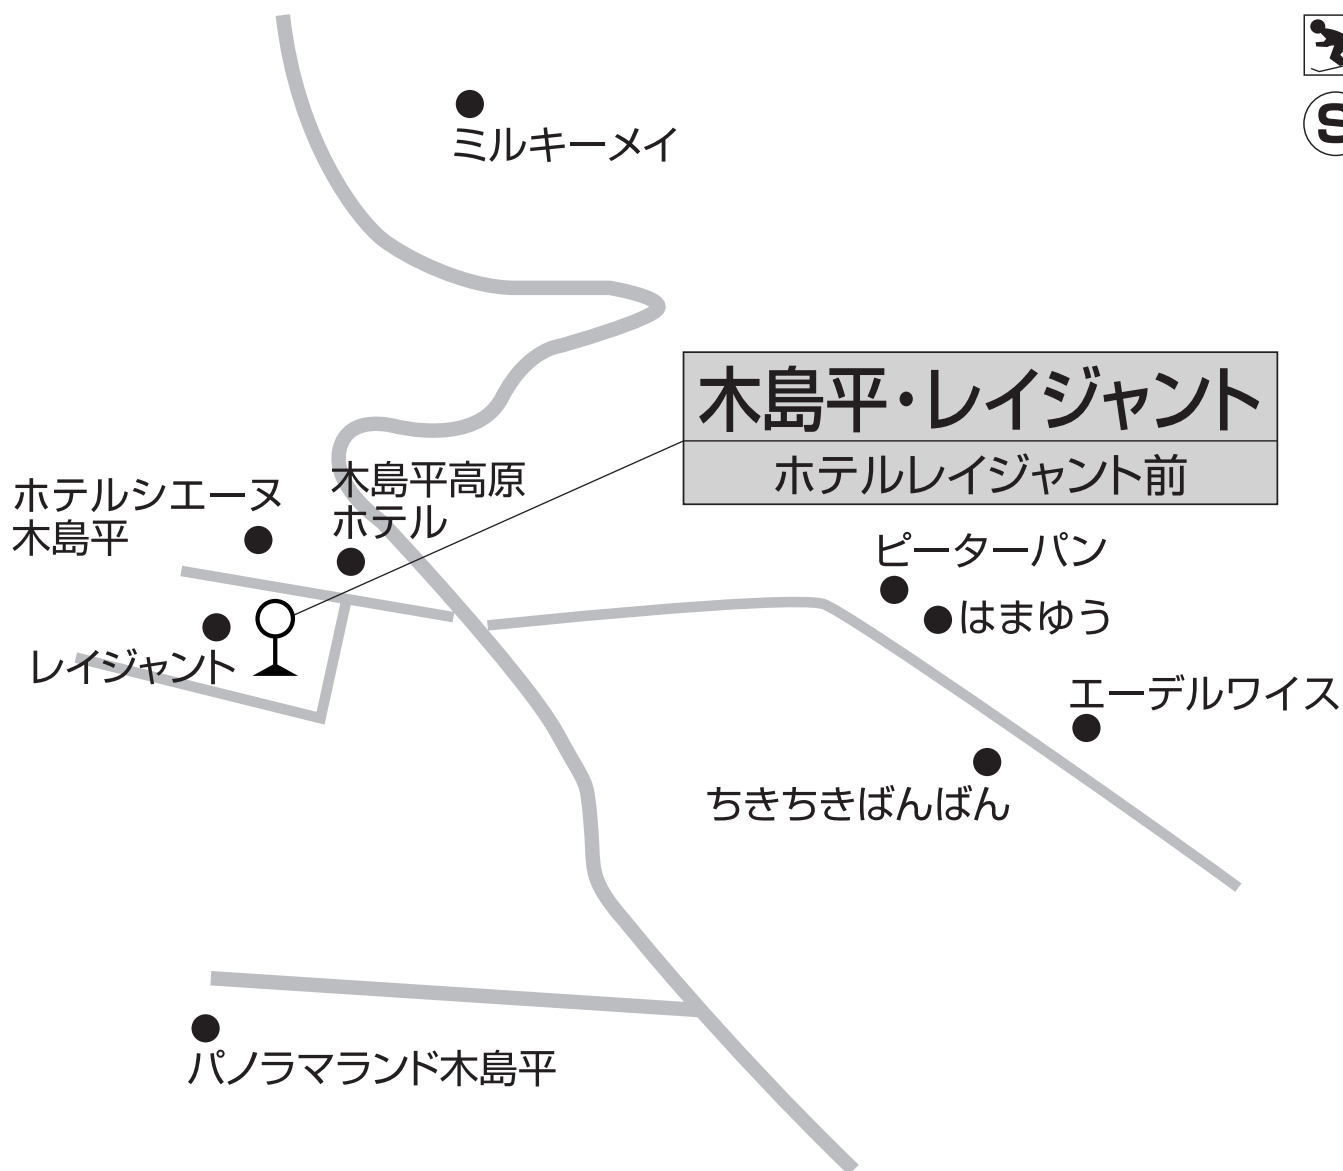 ミルキーメイ
S
木島平・レイジャント
ホテルレイジャント前
木島平高原
ホテル
ホテルシエーヌ
木島平
ピーターパン
はまゆう
レイジャント
エーデルワイス
ちきちきばんばん
パノラマランド木島平